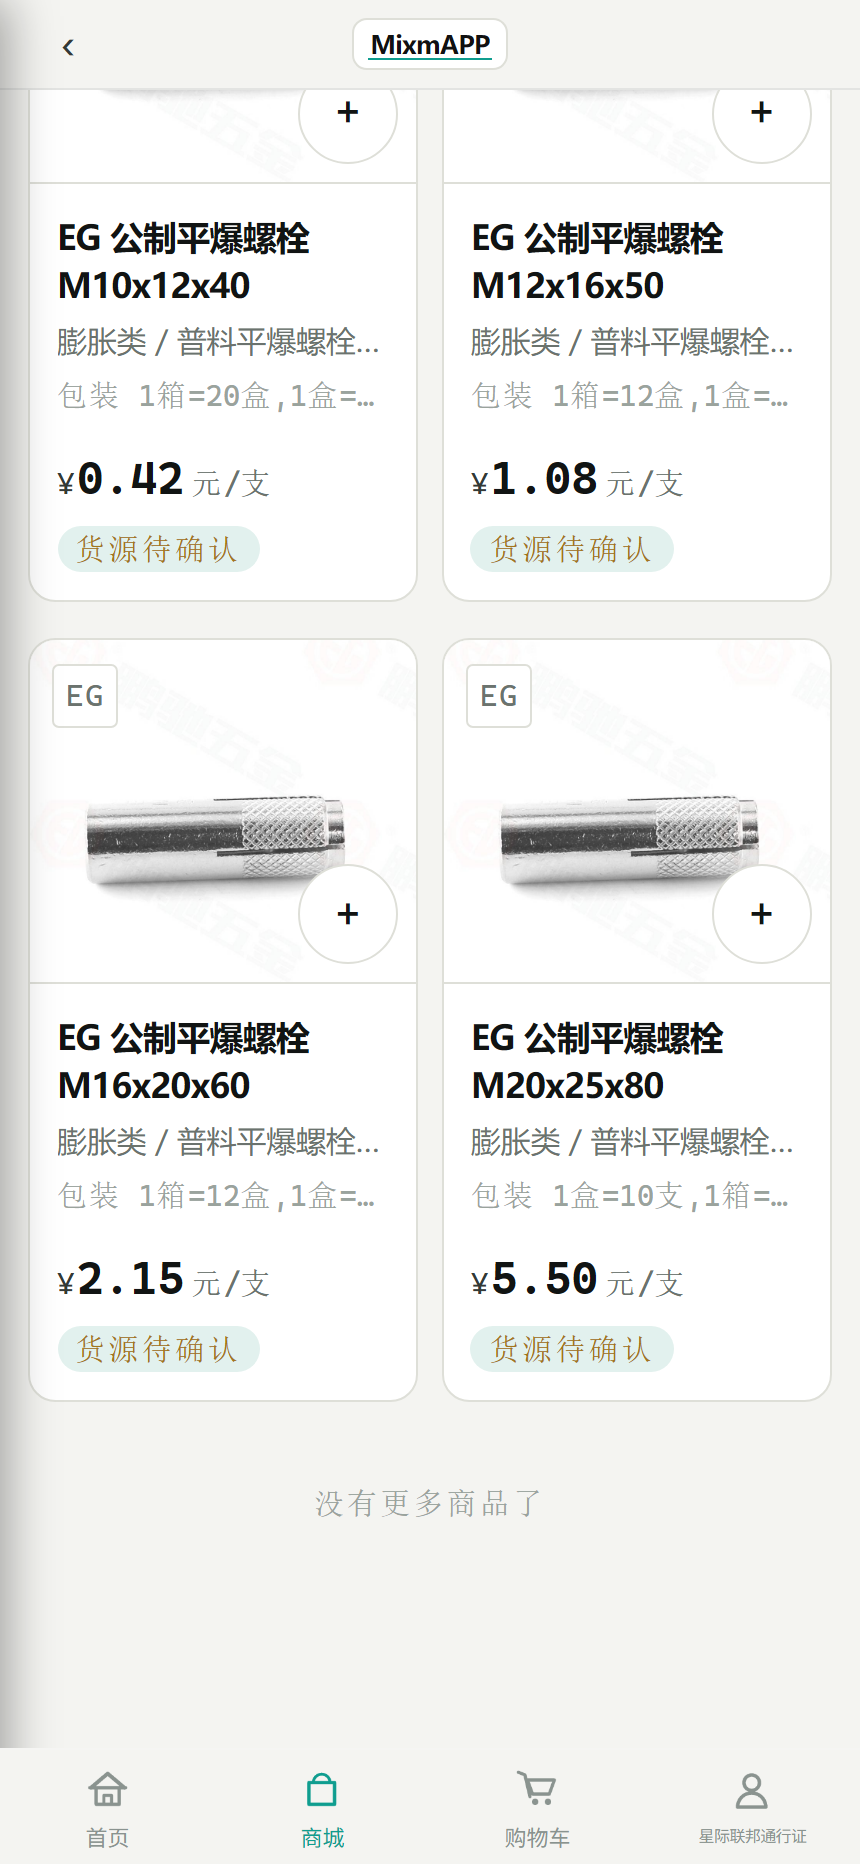 ‹
MixmAPP
+
+
EG 公制平爆螺栓
M10x12x40
膨胀类 / 普料平爆螺栓...
包装 1箱=20盒,1盒=…
¥0.42 元/支
货源待确认
EG 公制平爆螺栓
M12x16x50
膨胀类 / 普料平爆螺栓...
包装 1箱=12盒,1盒=…
¥1.08 元/支
货源待确认
EG
+
EG 公制平爆螺栓
M16x20x60
膨胀类 / 普料平爆螺栓...
包装 1箱=12盒,1盒=…
¥2.15 元/支
货源待确认
EG
+
EG 公制平爆螺栓
M20x25x80
膨胀类 / 普料平爆螺栓...
包装 1盒=10支,1箱=…
¥5.50 元/支
货源待确认
没有更多商品了
首页
商城
购物车
星际联邦通行证